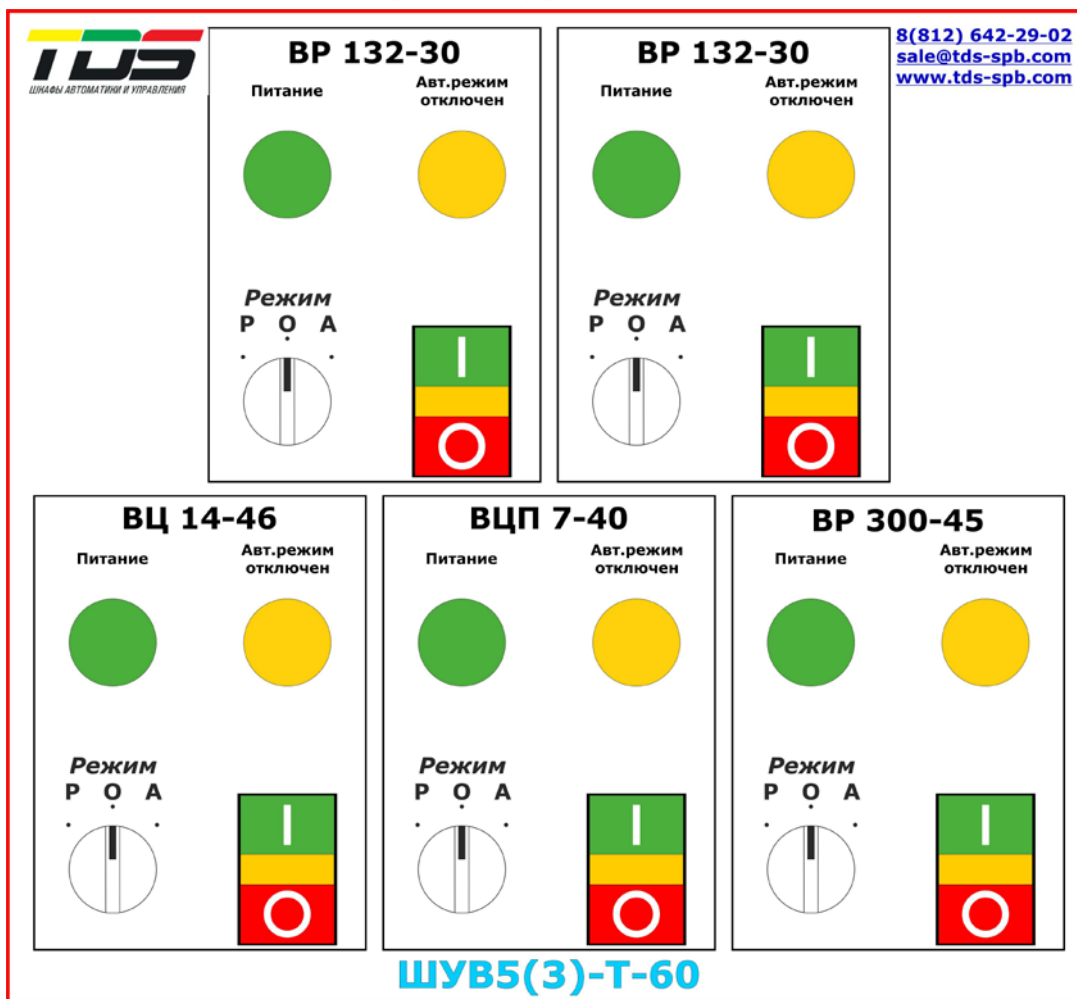 TDS
ШКАФЫ АВТОМАТИКИ И УПРАВЛЕНИЯ
8(812) 642-29-02
sale@tds-spb.com
www.tds-spb.com
ВР 132-30
Питание
Авт.режим
отключен
Режим
Р О А
I
O
ВР 132-30
Питание
Авт.режим
отключен
Режим
Р О А
I
O
ВЦ 14-46
Питание
Авт.режим
отключен
Режим
Р О А
I
O
ВЦП 7-40
Питание
Авт.режим
отключен
Режим
Р О А
I
O
ВР 300-45
Питание
Авт.режим
отключен
Режим
Р О А
I
O
ШУВ5(3)-Т-60